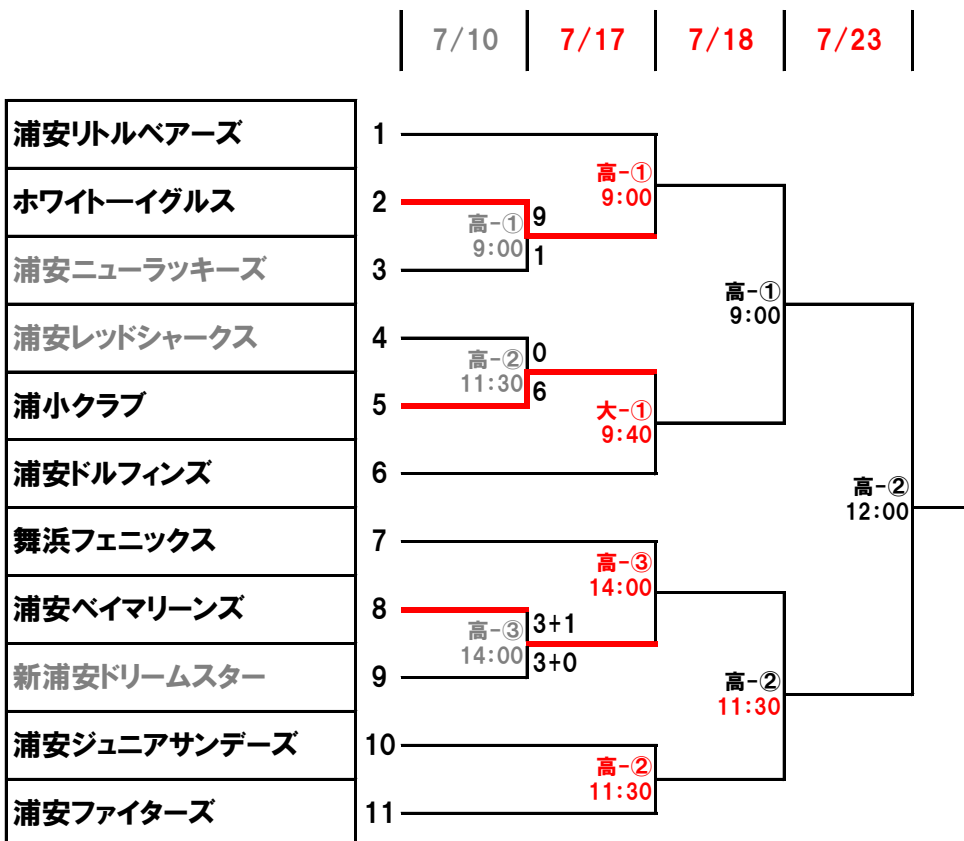 7/10 7/17 7/18 7/23
浦安リトルベアーズ 1
高-①
9:00
ホワイトーイグルス 2
高-①
9:00
9
1
浦安ニューラッキーズ 3
高-①
9:00
浦安レッドシャークス 4
高-②
11:30
0
6
浦小クラブ 5
大-①
9:40
浦安ドルフィンズ 6
高-②
12:00
舞浜フェニックス 7
高-③
14:00
浦安ベイマリーンズ 8
高-③
14:00
3+1
3+0
新浦安ドリームスター 9
高-②
11:30
浦安ジュニアサンデーズ 10
高-②
11:30
浦安ファイターズ 11